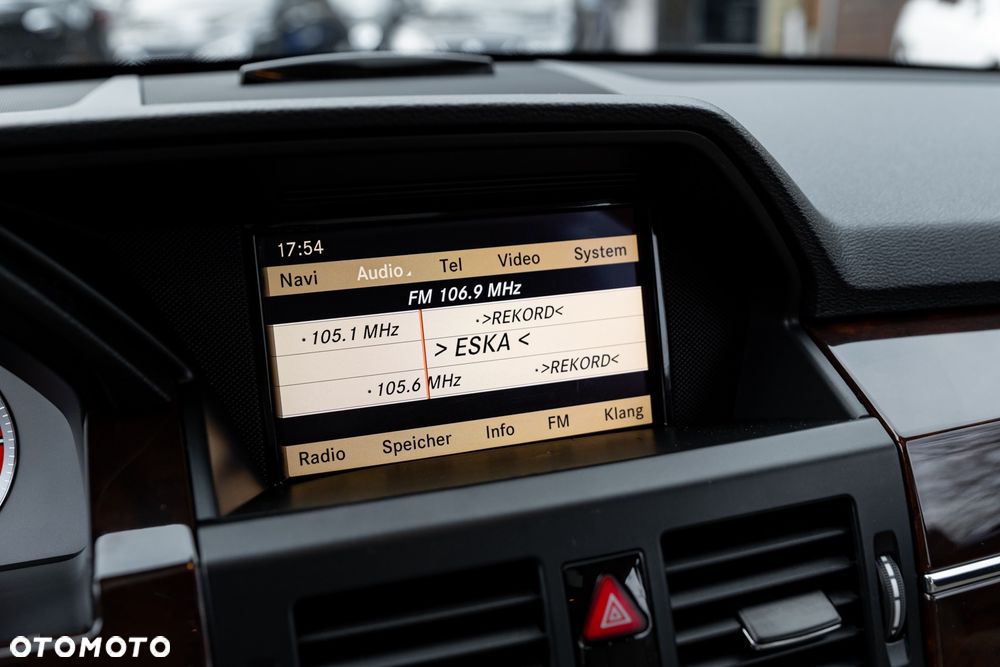 17:54
Navi Audio Tel Video System
FM 106.9 MHz
·105.1 MHz ·>REKORD<
> ESKA <
·105.6 MHz ·>REKORD<
Radio Speicher Info FM Klang
OTOMOTO